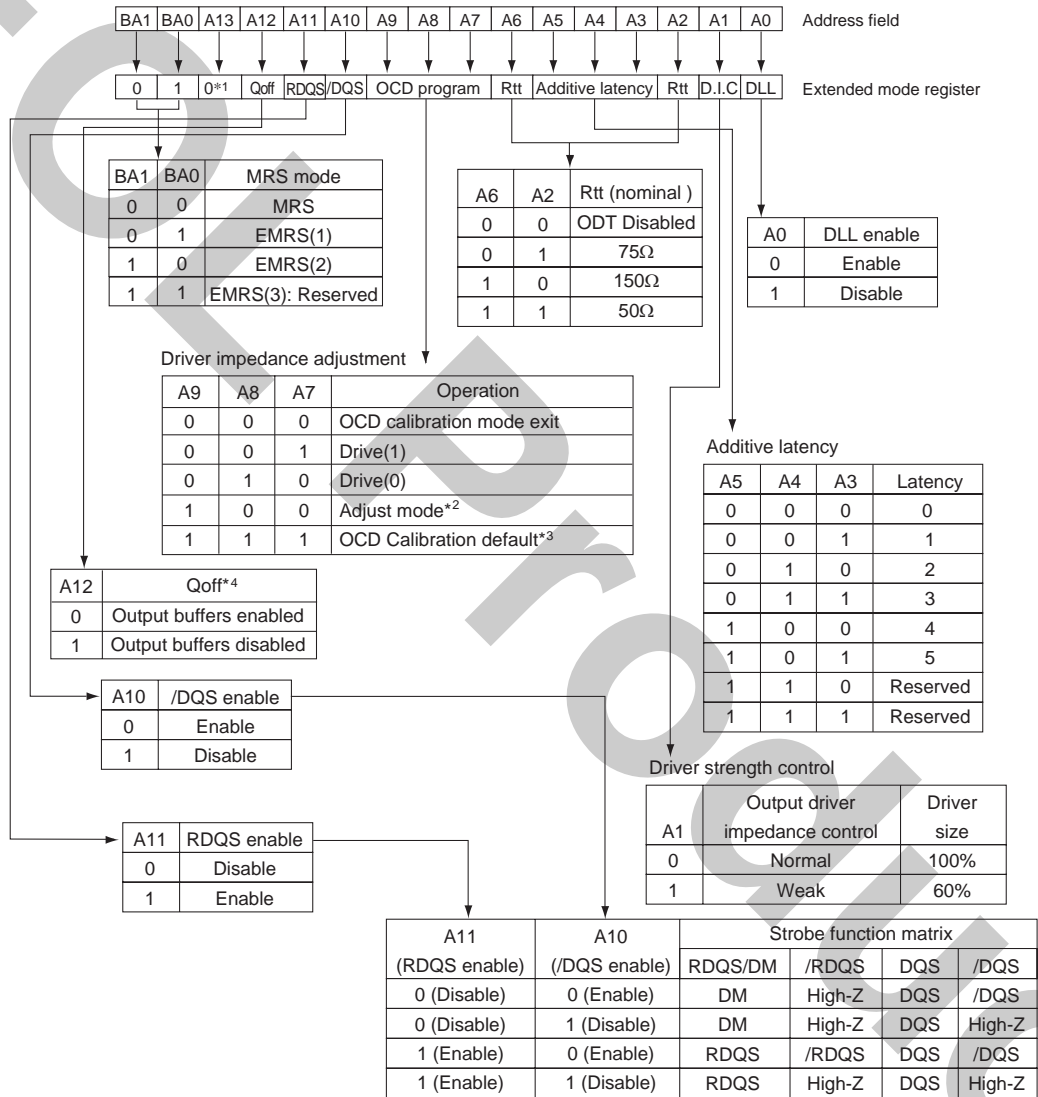 BA1 BA0 A13 A12 A11 A10 A9 A8 A7 A6 A5 A4 A3 A2 A1 A0 Address field
0 1 0*1 Qoff RDQS /DQS OCD program Rtt Additive latency Rtt D.I.C DLL Extended mode register
BA1 BA0 MRS mode
0 0 MRS
0 1 EMRS(1)
1 0 EMRS(2)
1 1 EMRS(3): Reserved
A6 A2 Rtt (nominal )
0 0 ODT Disabled
0 1 75Ω
1 0 150Ω
1 1 50Ω
A0 DLL enable
0 Enable
1 Disable
Driver impedance adjustment
A9 A8 A7 Operation
0 0 0 OCD calibration mode exit
0 0 1 Drive(1)
0 1 0 Drive(0)
1 0 0 Adjust mode*2
1 1 1 OCD Calibration default*3
Additive latency
A5 A4 A3 Latency
0 0 0 0
0 0 1 1
0 1 0 2
0 1 1 3
1 0 0 4
1 0 1 5
1 1 0 Reserved
1 1 1 Reserved
A12 Qoff*4
0 Output buffers enabled
1 Output buffers disabled
A10 /DQS enable
0 Enable
1 Disable
Driver strength control
A1 Output driver impedance control Driver size
0 Normal 100%
1 Weak 60%
A11 RDQS enable
0 Disable
1 Enable
A11 A10 Strobe function matrix
(RDQS enable) (/DQS enable) RDQS/DM /RDQS DQS /DQS
0 (Disable) 0 (Enable) DM High-Z DQS /DQS
0 (Disable) 1 (Disable) DM High-Z DQS High-Z
1 (Enable) 0 (Enable) RDQS /RDQS DQS /DQS
1 (Enable) 1 (Disable) RDQS High-Z DQS High-Z